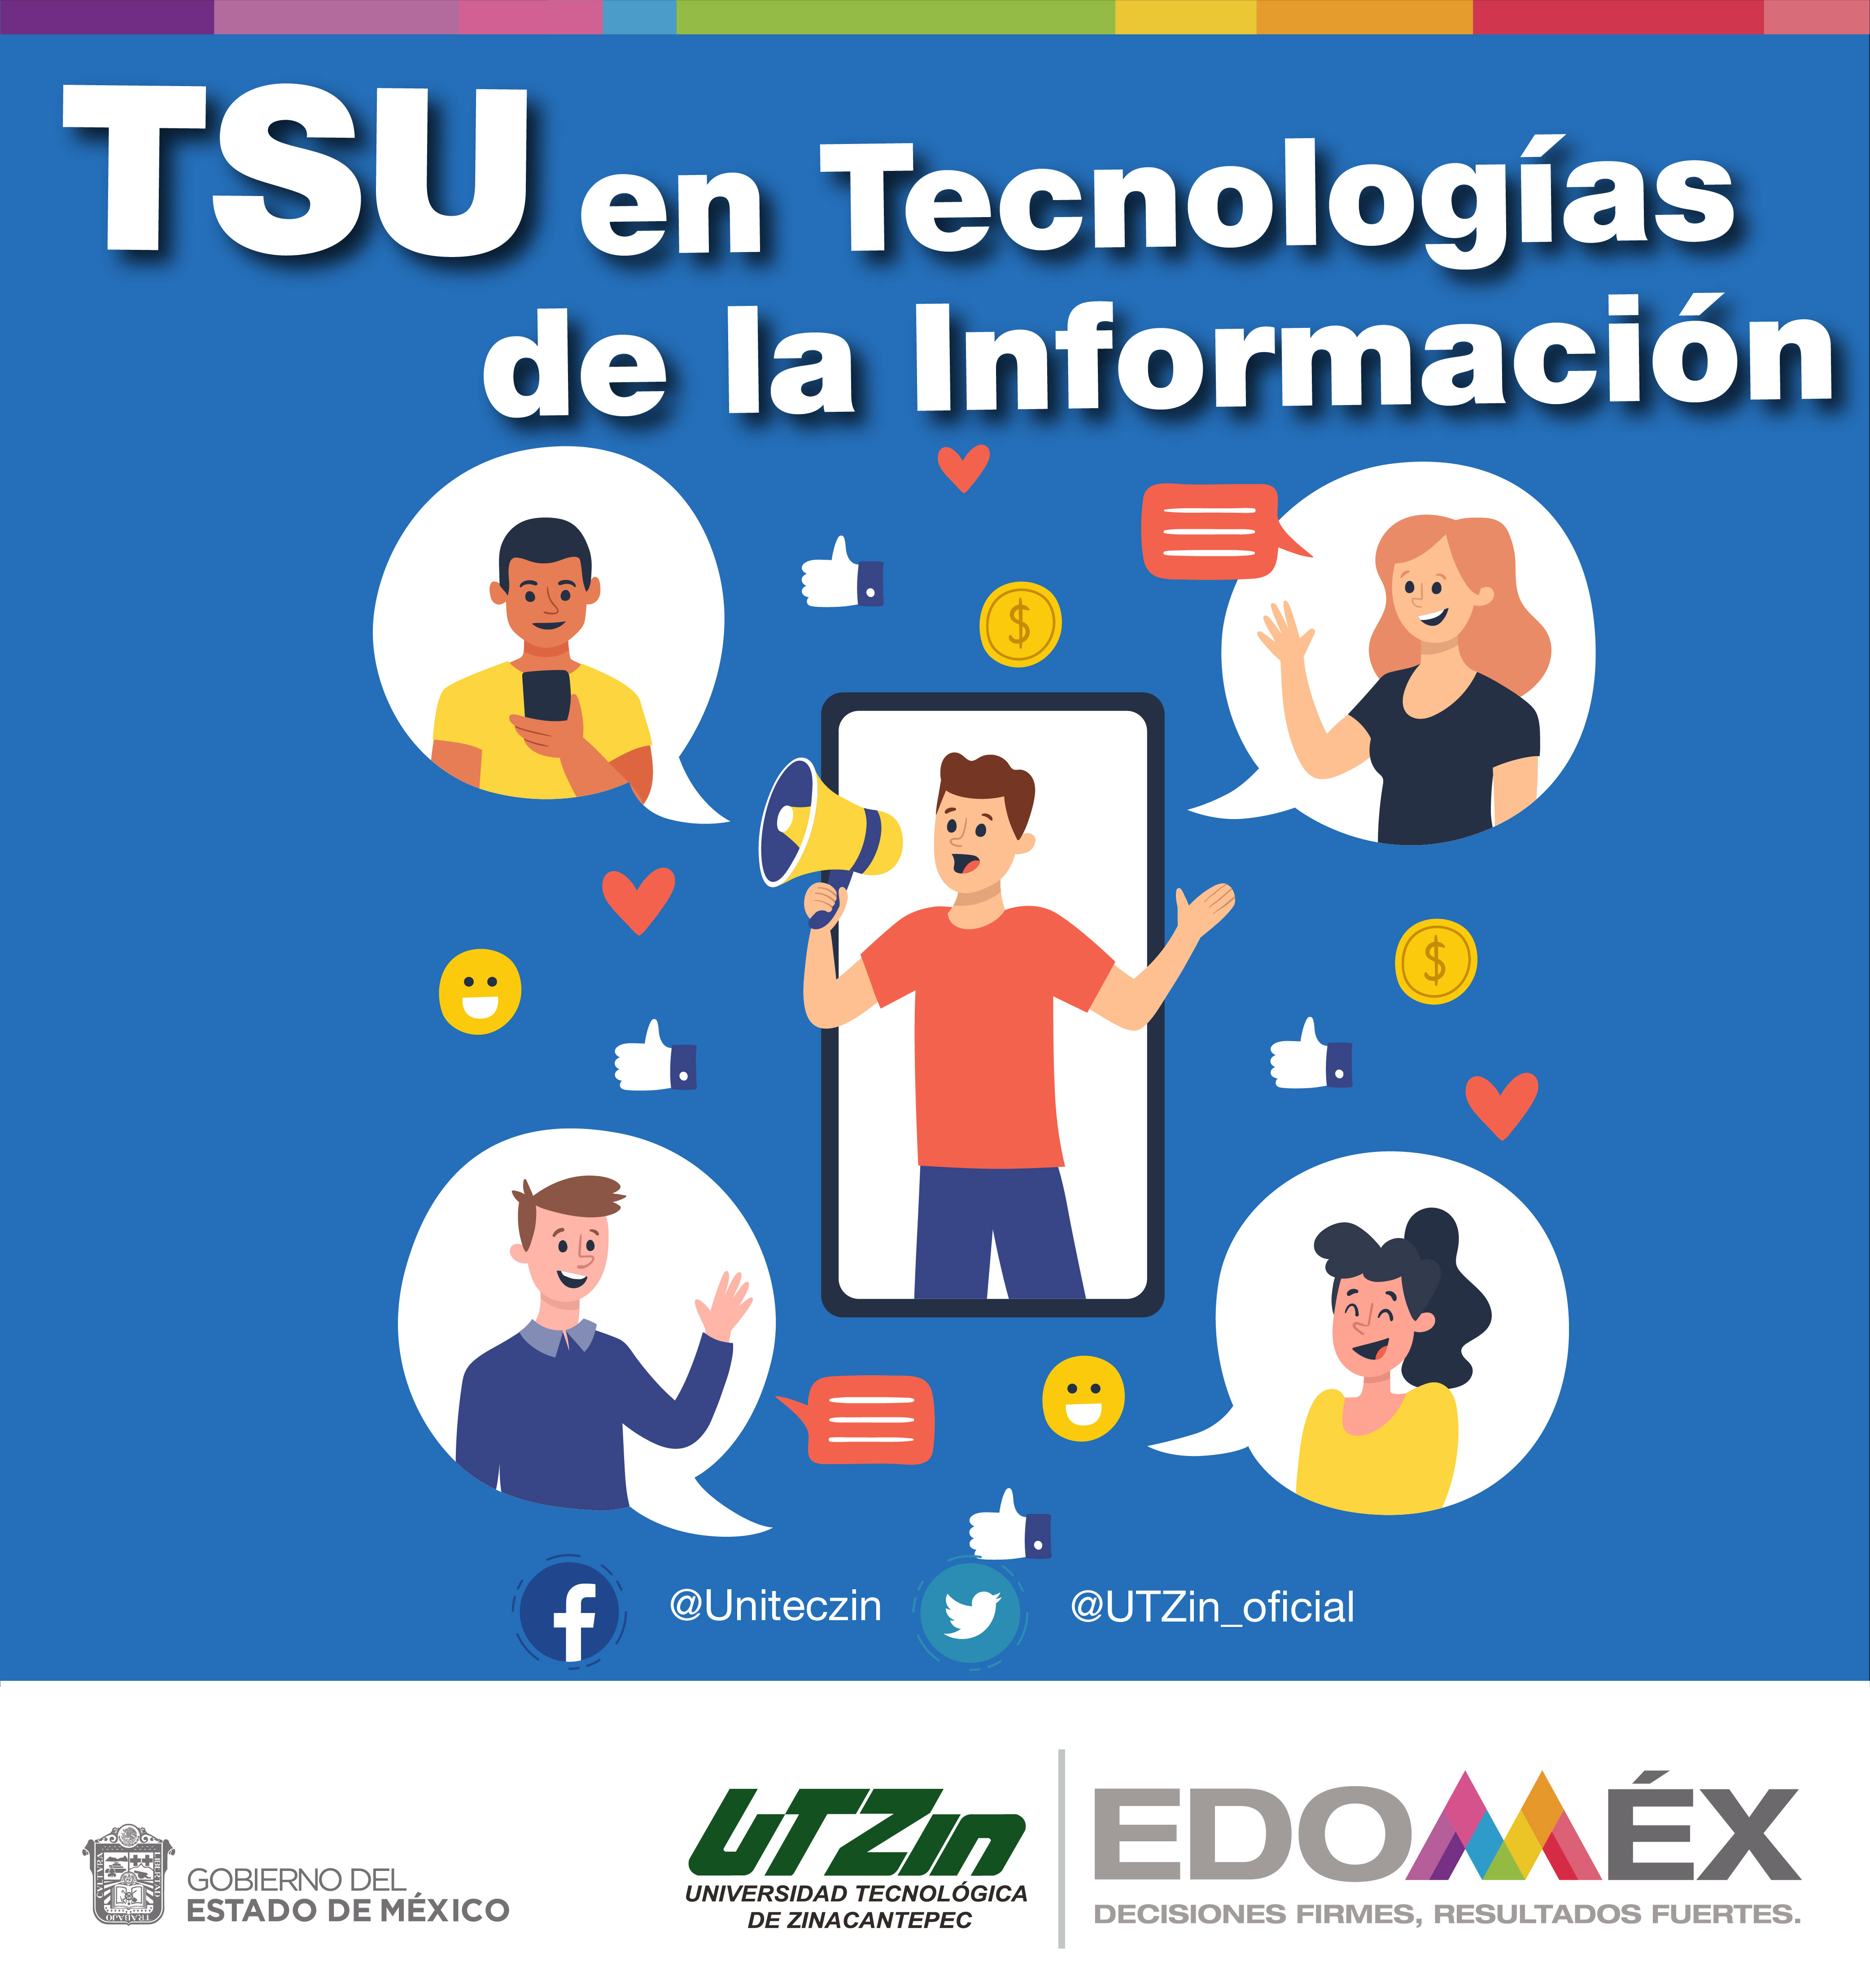 TSU en Tecnologías
de la Información
$
$
@Uniteczin
@UTZin_oficial
GOBIERNO DEL
ESTADO DE MÉXICO
UTZin
UNIVERSIDAD TECNOLÓGICA
DE ZINACANTEPEC
EDOMÉX
DECISIONES FIRMES, RESULTADOS FUERTES.